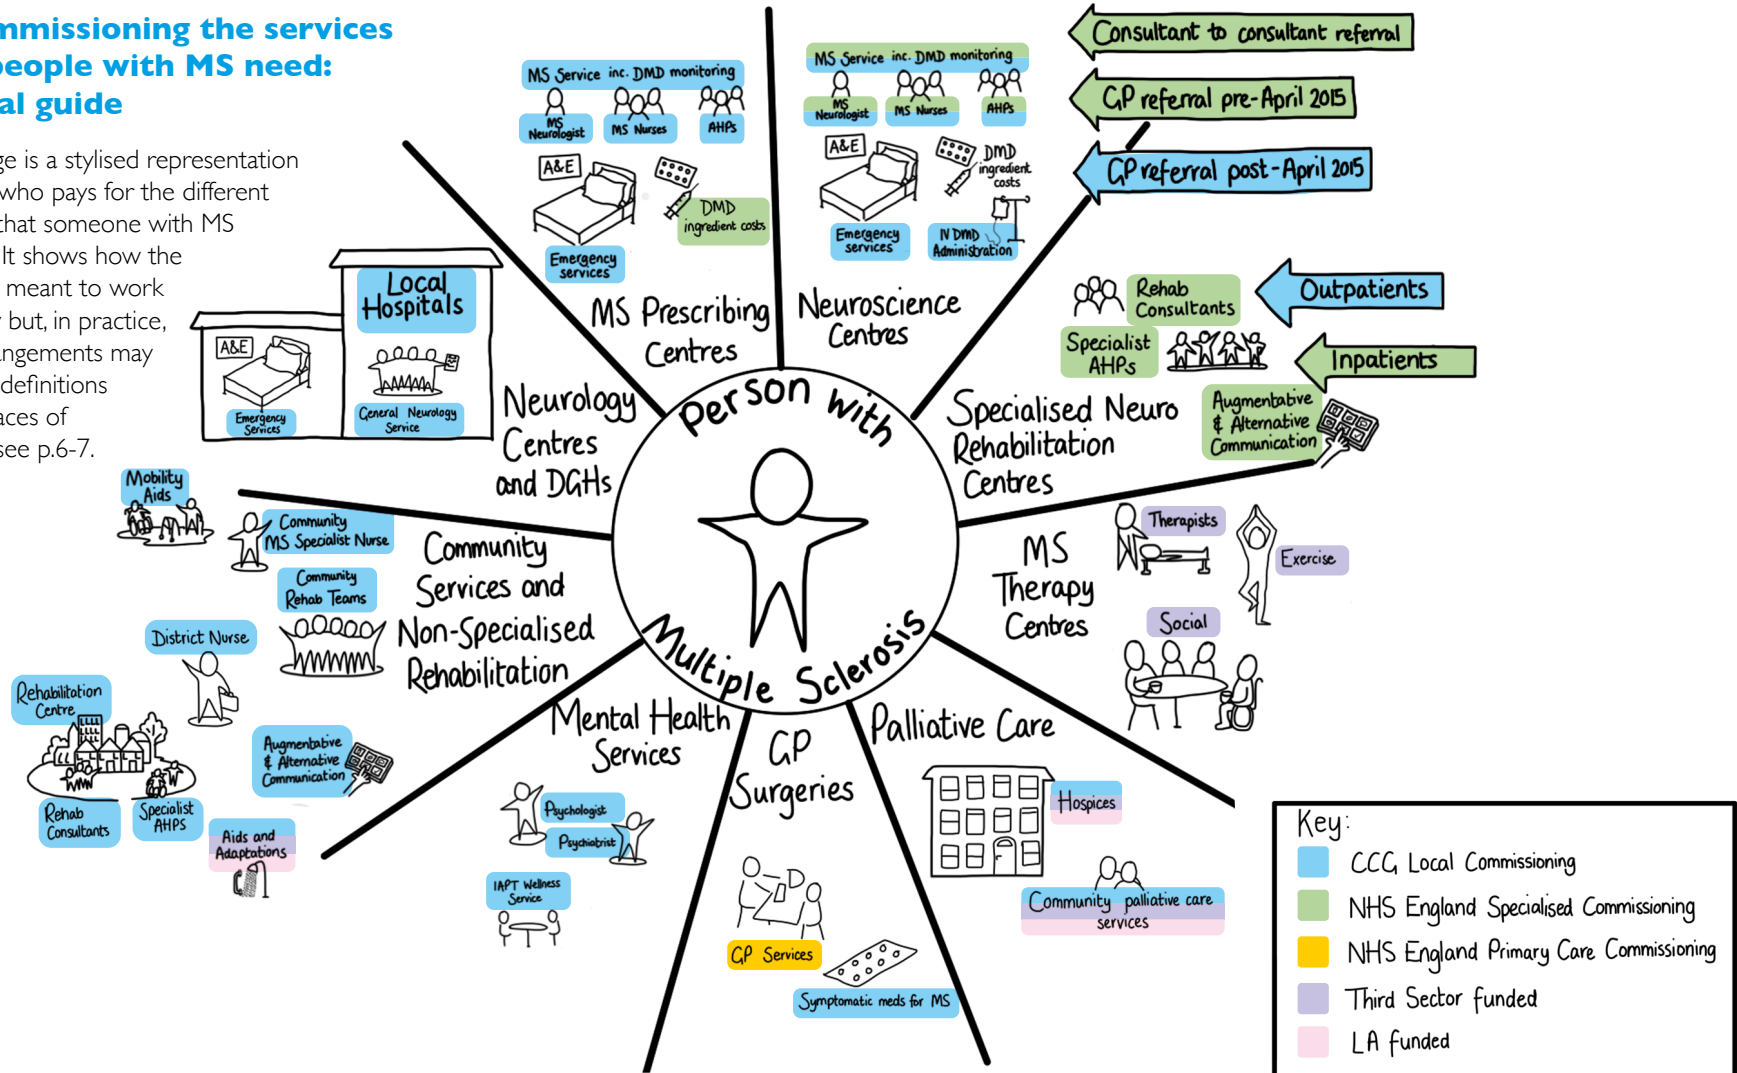 mmissioning the services
people with MS need:
al guide
ge is a stylised representation
who pays for the different
that someone with MS
It shows how the
meant to work
but, in practice,
angements may
definitions
aces of
see p.6-7.
MS Service inc. DMD monitoring
MS
Neurologist
MS Nurses
AHPs
A&E
DMD
ingredient costs
Emergency
services
MS Prescribing
Centres
MS Service inc. DMD monitoring
MS
Neurologist
MS Nurses
AHPs
A&E
DMD
ingredient
costs
Emergency
services
IV DMD
Administration
Neuroscience
Centres
Consultant to consultant referral
GP referral pre-April 2015
GP referral post-April 2015
Rehab
Consultants
Outpatients
Specialist
AHPs
Inpatients
Augmentative
& Alternative
Communication
Specialised Neuro
Rehabilitation
Centres
Local
Hospitals
A&E
Emergency
Services
General Neurology
Service
Neurology
Centres
and DGHs
Person with
Multiple Sclerosis
Mobility
Aids
Community
MS Specialist Nurse
Community
Rehab Teams
District Nurse
Rehabilitation
Centre
Rehab
Consultants
Specialist
AHPS
Augmentative
& Alternative
Communication
Aids and
Adaptations
Community
Services and
Non-Specialised
Rehabilitation
MS
Therapy
Centres
Therapists
Exercise
Social
Mental Health
Services
Psychologist
Psychiatrist
IAPT Wellness
Service
GP
Surgeries
GP Services
Symptomatic meds for MS
Palliative Care
Hospices
Community palliative care
services
Key:
CCG Local Commissioning
NHS England Specialised Commissioning
NHS England Primary Care Commissioning
Third Sector funded
LA funded